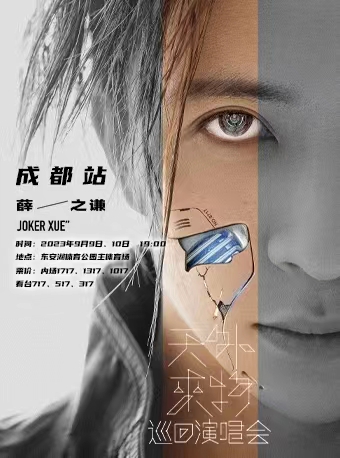 成都站
薛/之谦
JOKER XUE"
时间：2023年9月9日、10日 19:00
地点：东安湖体育公园主体育场
票价：内场1717、1317、1017
看台717、517、317
天外
來物
巡回演唱会